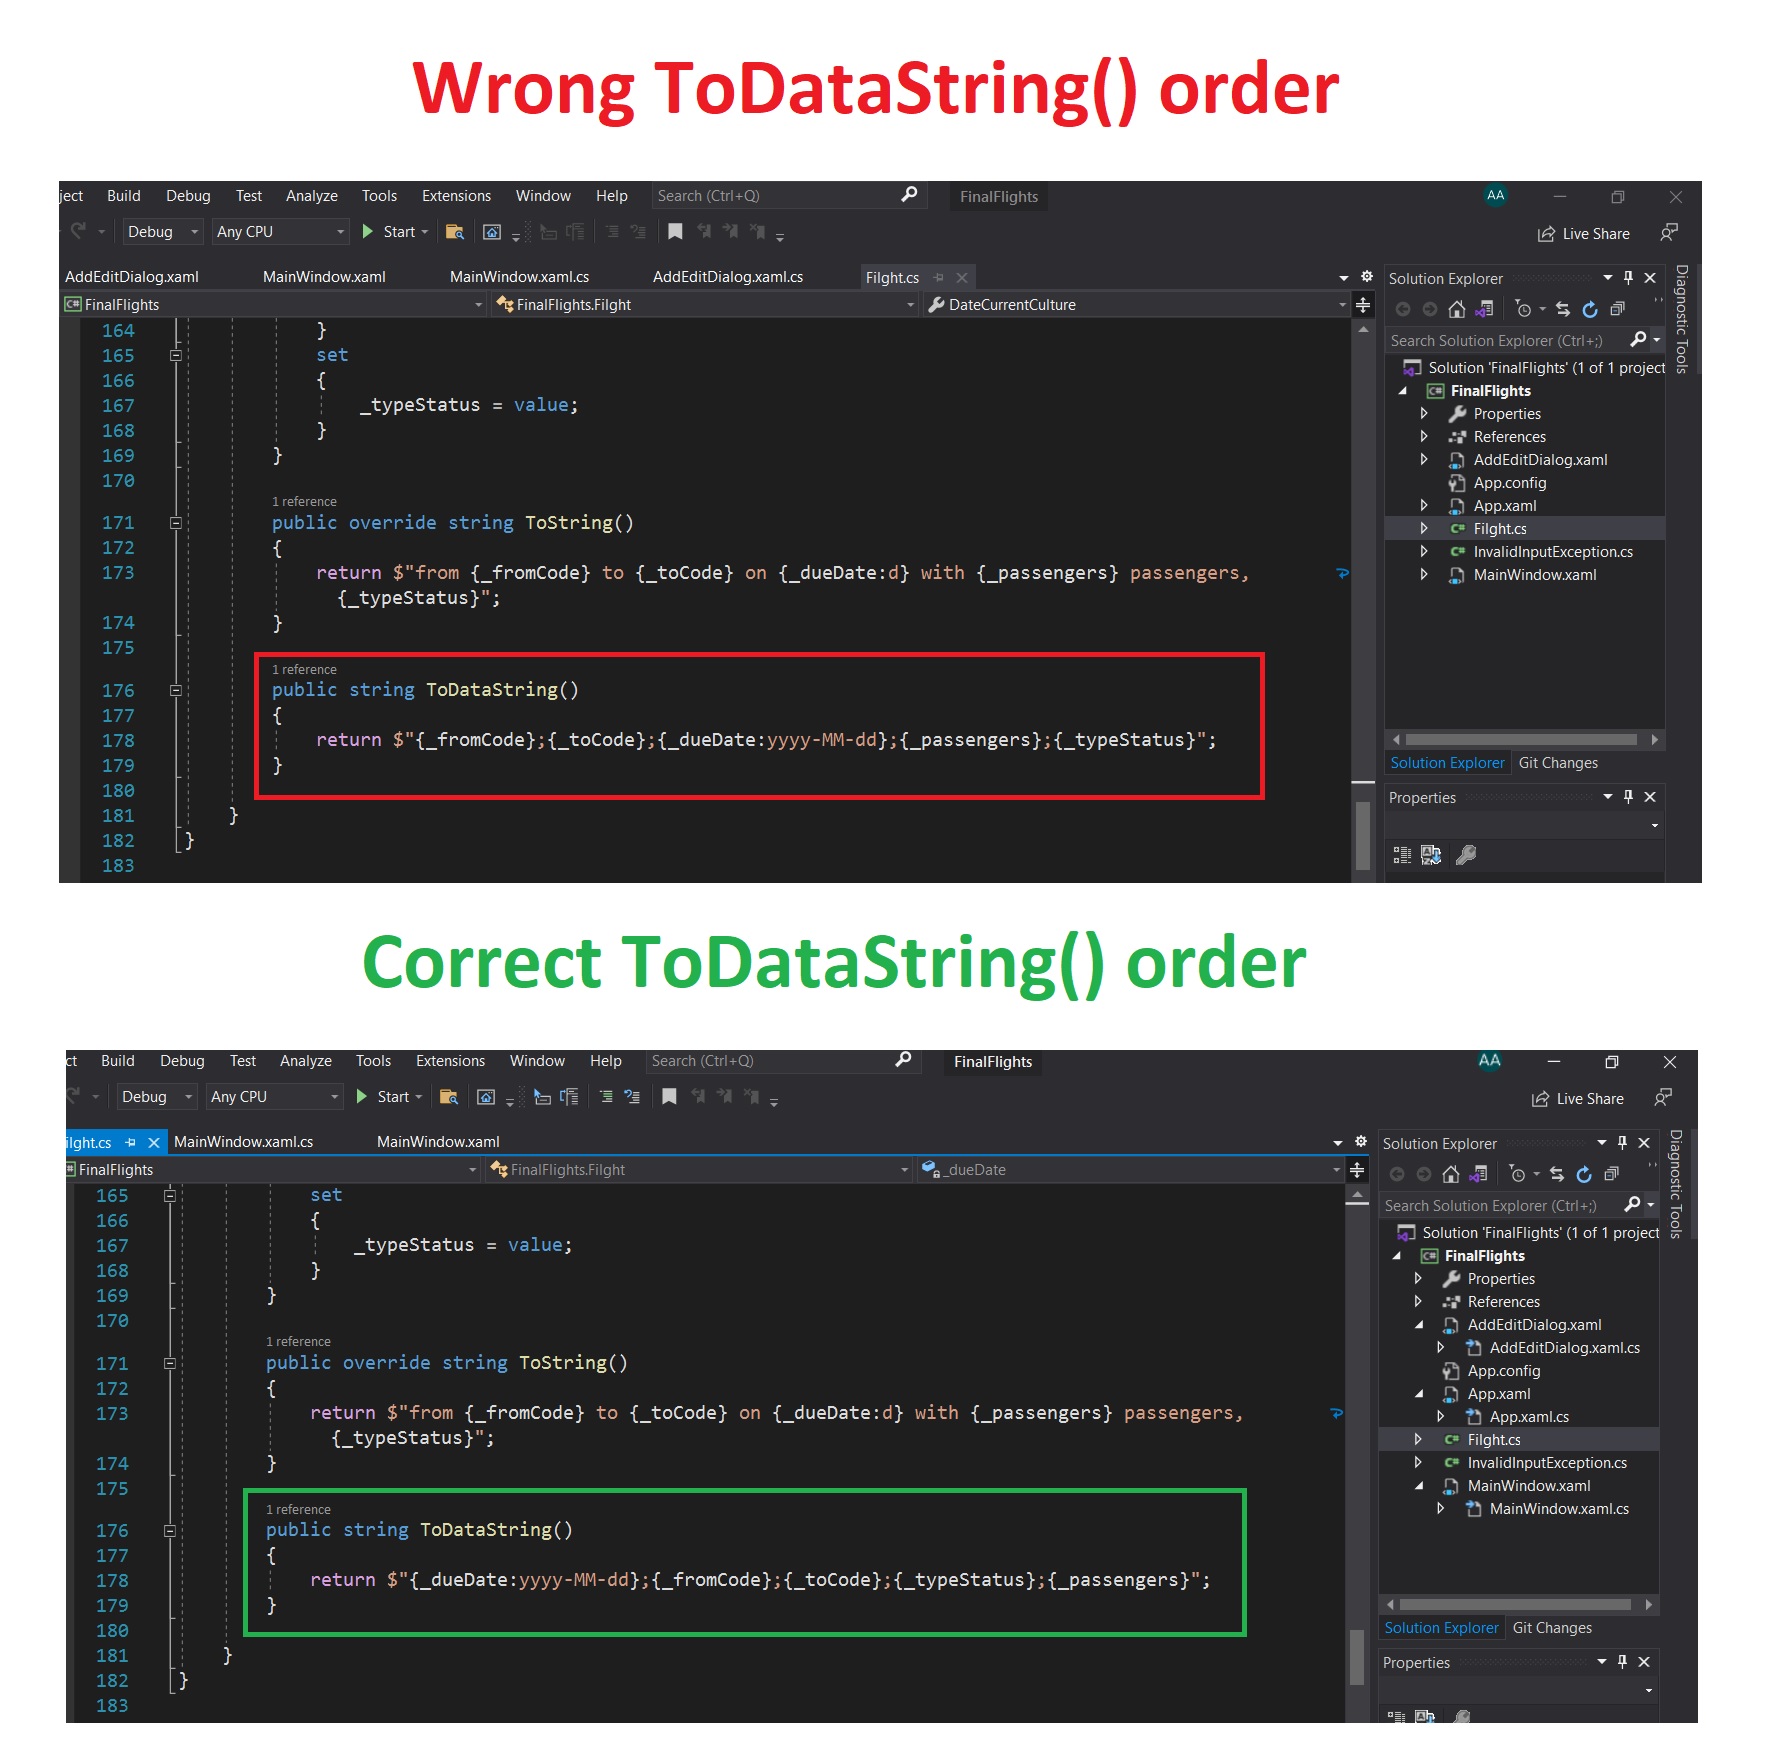 Wrong ToDataString() order
ject Build Debug Test Analyze Tools Extensions Window Help Search (Ctrl+Q) FinalFlights AA
Debug Any CPU Start Live Share
AddEditDialog.xaml MainWindow.xaml MainWindow.xaml.cs AddEditDialog.xaml.cs Filght.cs
FinalFlights FinalFlights.Filght DateCurrentCulture
164 }
165 set
166 {
167 _typeStatus = value;
168 }
169 }
170
1 reference
171 public override string ToString()
172 {
173 return $"from {_fromCode} to {_toCode} on {_dueDate:d} with {_passengers} passengers,
{_typeStatus}";
174 }
175
1 reference
176 public string ToDataString()
177 {
178 return $"{_fromCode};{_toCode};{_dueDate:yyyy-MM-dd};{_passengers};{_typeStatus}";
179 }
180
181 }
182 }
183
Solution Explorer
Search Solution Explorer (Ctrl+;)
Solution 'FinalFlights' (1 of 1 project
C# FinalFlights
Properties
References
AddEditDialog.xaml
App.config
App.xaml
C# Filght.cs
C# InvalidInputException.cs
MainWindow.xaml
Solution Explorer Git Changes
Properties
Diagnostic Tools
Correct ToDataString() order
ct Build Debug Test Analyze Tools Extensions Window Help Search (Ctrl+Q) FinalFlights AA
Debug Any CPU Start Live Share
ilght.cs MainWindow.xaml.cs MainWindow.xaml
FinalFlights FinalFlights.Filght _dueDate
165 set
166 {
167 _typeStatus = value;
168 }
169 }
170
1 reference
171 public override string ToString()
172 {
173 return $"from {_fromCode} to {_toCode} on {_dueDate:d} with {_passengers} passengers,
{_typeStatus}";
174 }
175
1 reference
176 public string ToDataString()
177 {
178 return $"{_dueDate:yyyy-MM-dd};{_fromCode};{_toCode};{_typeStatus};{_passengers}";
179 }
180
181 }
182 }
183
Solution Explorer
Search Solution Explorer (Ctrl+;)
Solution 'FinalFlights' (1 of 1 project
C# FinalFlights
Properties
References
AddEditDialog.xaml
AddEditDialog.xaml.cs
App.config
App.xaml
App.xaml.cs
C# Filght.cs
C# InvalidInputException.cs
MainWindow.xaml
MainWindow.xaml.cs
Solution Explorer Git Changes
Properties
Diagnostic Tools